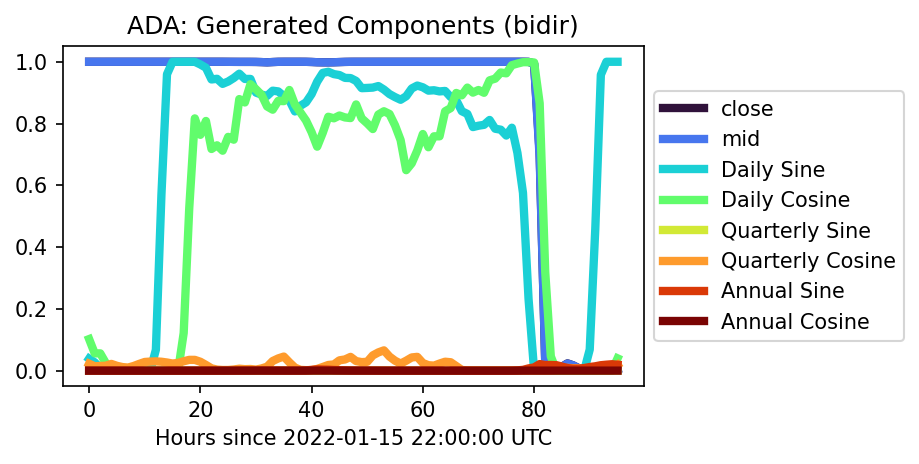 ADA: Generated Components (bidir)
1.0
0.8
0.6
0.4
0.2
0.0
0
20
40
60
80
Hours since 2022-01-15 22:00:00 UTC
close
mid
Daily Sine
Daily Cosine
Quarterly Sine
Quarterly Cosine
Annual Sine
Annual Cosine